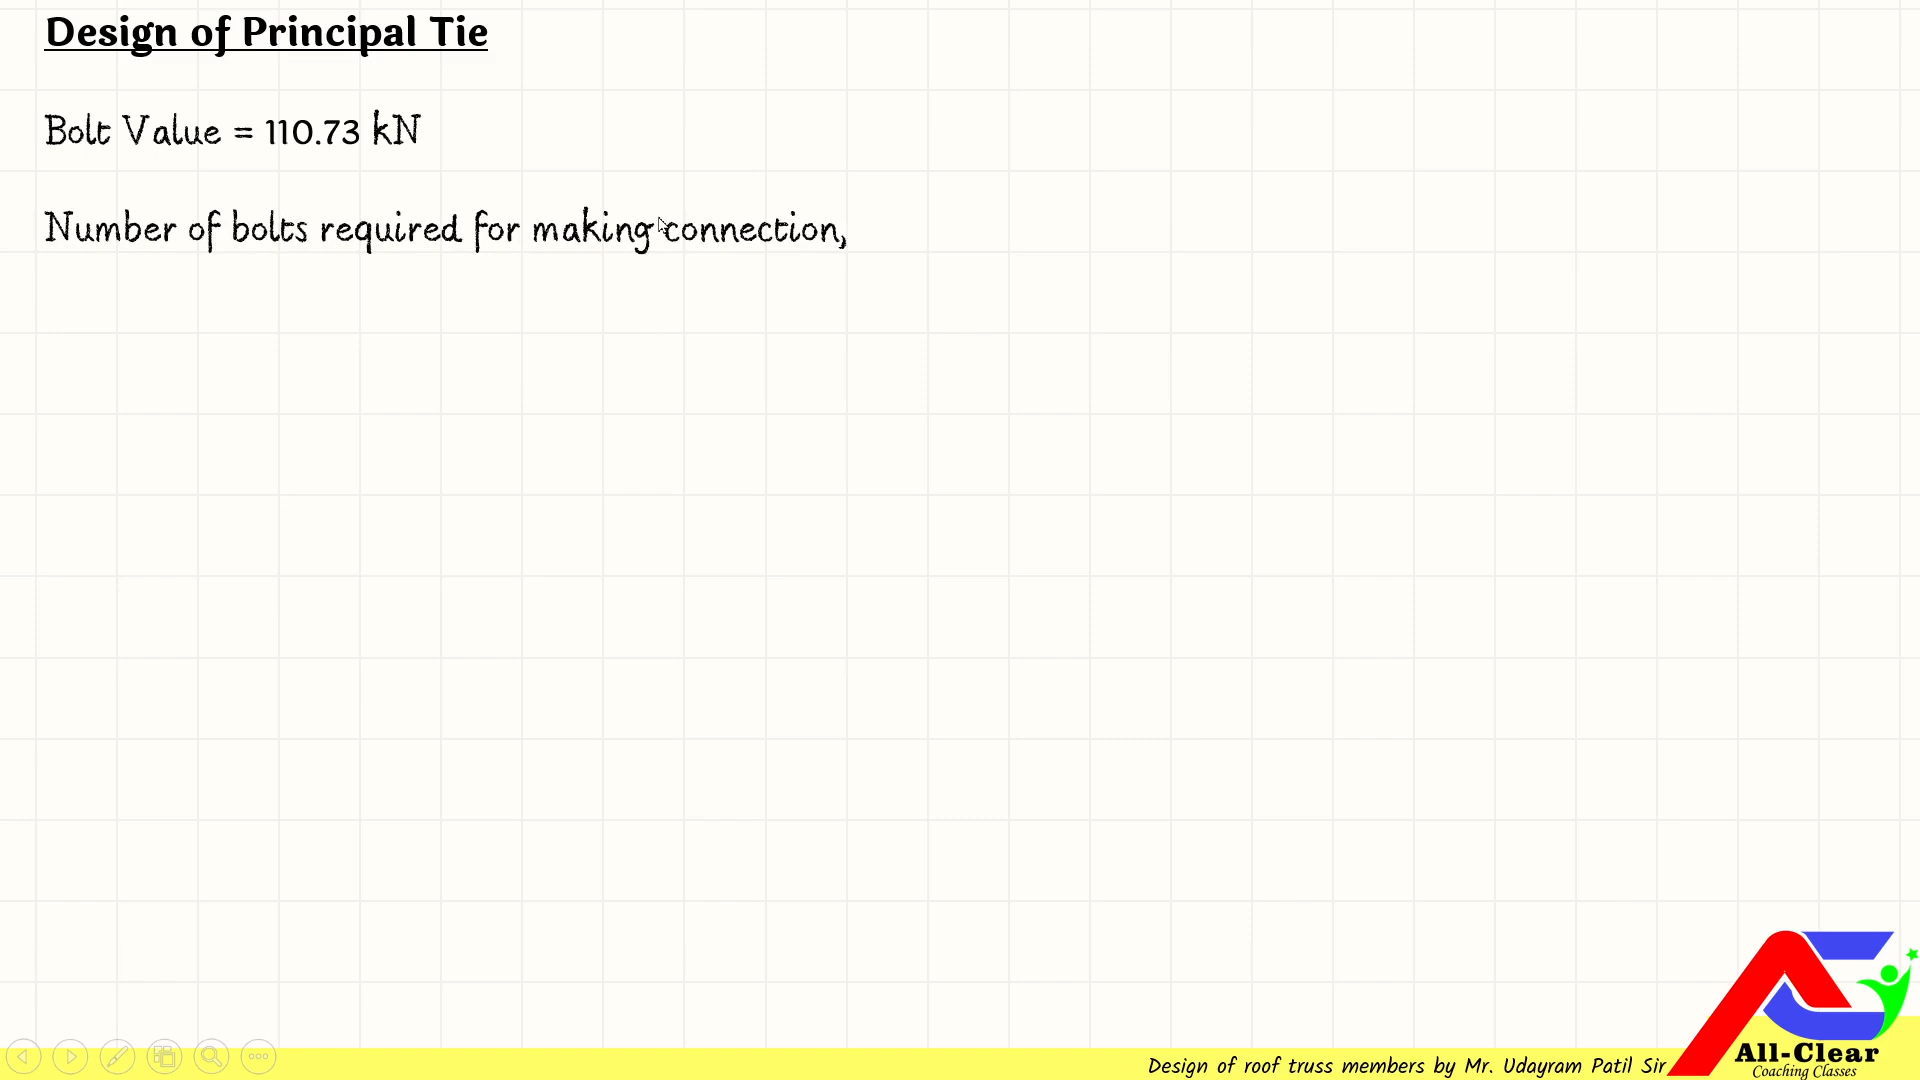 Design of Principal Tie
Bolt Value = 110.73 kN
Number of bolts required for making connection,
Design of roof truss members by Mr. Udayram Patil Sir
All-Clear
Coaching Classes